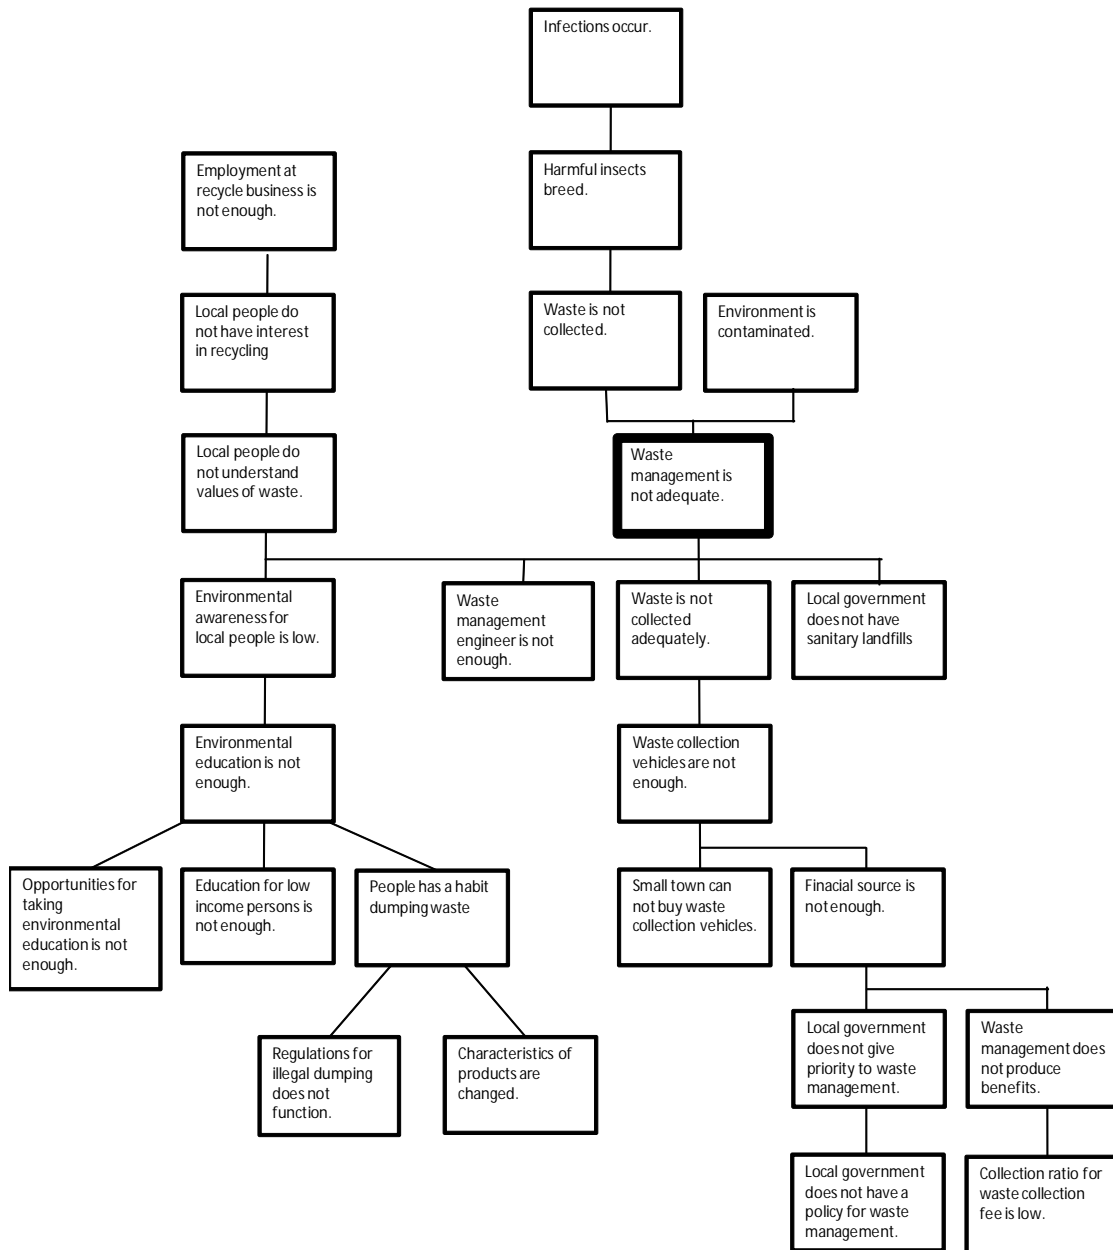 Infections occur.
Employment at
recycle business is
not enough.
Harmful insects
breed.
Local people do
not have interest
in recycling
Waste is not
collected.
Environment is
contaminated.
Local people do
not understand
values of waste.
Waste
management is
not adequate.
Environmental
awareness for
local people is low.
Waste
management
engineer is not
enough.
Waste is not
collected
adequately.
Local government
does not have
sanitary landfills
Environmental
education is not
enough.
Waste collection
vehicles are not
enough.
Opportunities for
taking
environmental
education is not
enough.
Education for low
income persons is
not enough.
People has a habit
dumping waste
Small town can
not buy waste
collection vehicles.
Finacial source is
not enough.
Regulations for
illegal dumping
does not
function.
Characteristics of
products are
changed.
Local government
does not give
priority to waste
management.
Waste
management does
not produce
benefits.
Local government
does not have a
policy for waste
management.
Collection ratio for
waste collection
fee is low.